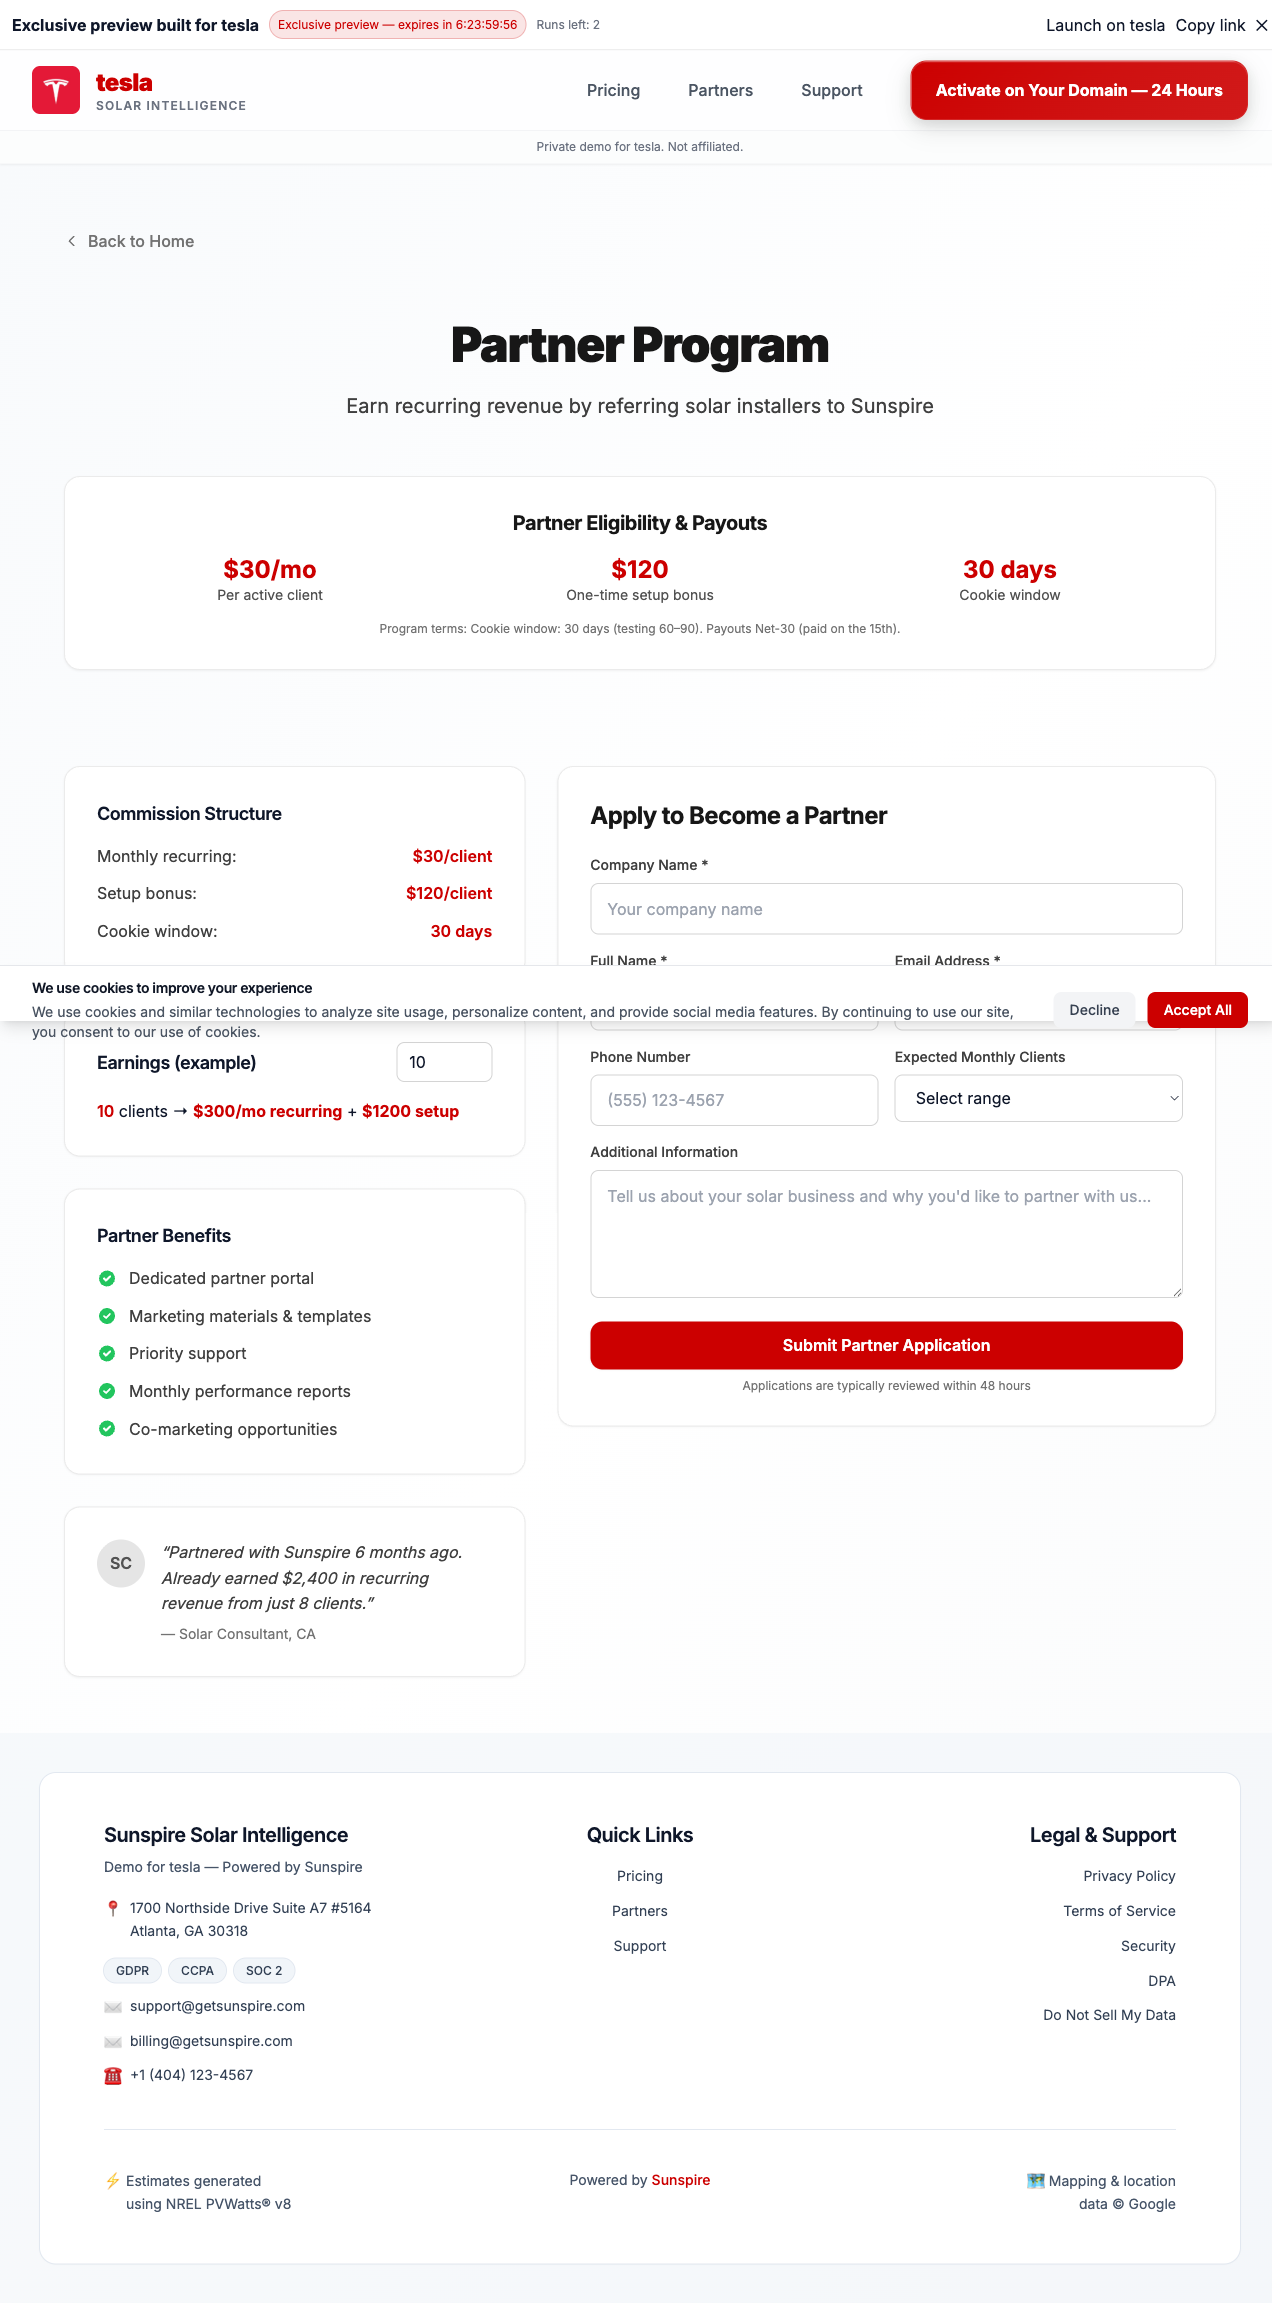 Exclusive preview built for tesla
Exclusive preview — expires in 6:23:59:56
Runs left: 2
Launch on tesla
Copy link
tesla
SOLAR INTELLIGENCE
Pricing
Partners
Support
Activate on Your Domain — 24 Hours
Private demo for tesla. Not affiliated.
Back to Home
Partner Program
Earn recurring revenue by referring solar installers to Sunspire
Partner Eligibility & Payouts
$30/mo
Per active client
$120
One-time setup bonus
30 days
Cookie window
Program terms: Cookie window: 30 days (testing 60–90). Payouts Net-30 (paid on the 15th).
Commission Structure
Monthly recurring:
$30/client
Setup bonus:
$120/client
Cookie window:
30 days
Apply to Become a Partner
Company Name *
Your company name
Full Name *
Email Address *
We use cookies to improve your experience
We use cookies and similar technologies to analyze site usage, personalize content, and provide social media features. By continuing to use our site,
you consent to our use of cookies.
Decline
Accept All
Earnings (example)
10
10 clients → $300/mo recurring + $1200 setup
Phone Number
(555) 123-4567
Expected Monthly Clients
Select range
Additional Information
Tell us about your solar business and why you'd like to partner with us...
Submit Partner Application
Applications are typically reviewed within 48 hours
Partner Benefits
Dedicated partner portal
Marketing materials & templates
Priority support
Monthly performance reports
Co-marketing opportunities
SC
“Partnered with Sunspire 6 months ago.
Already earned $2,400 in recurring
revenue from just 8 clients.”
— Solar Consultant, CA
Sunspire Solar Intelligence
Demo for tesla — Powered by Sunspire
1700 Northside Drive Suite A7 #5164
Atlanta, GA 30318
GDPR
CCPA
SOC 2
support@getsunspire.com
billing@getsunspire.com
+1 (404) 123-4567
Quick Links
Pricing
Partners
Support
Legal & Support
Privacy Policy
Terms of Service
Security
DPA
Do Not Sell My Data
Estimates generated
using NREL PVWatts® v8
Powered by Sunspire
Mapping & location
data © Google